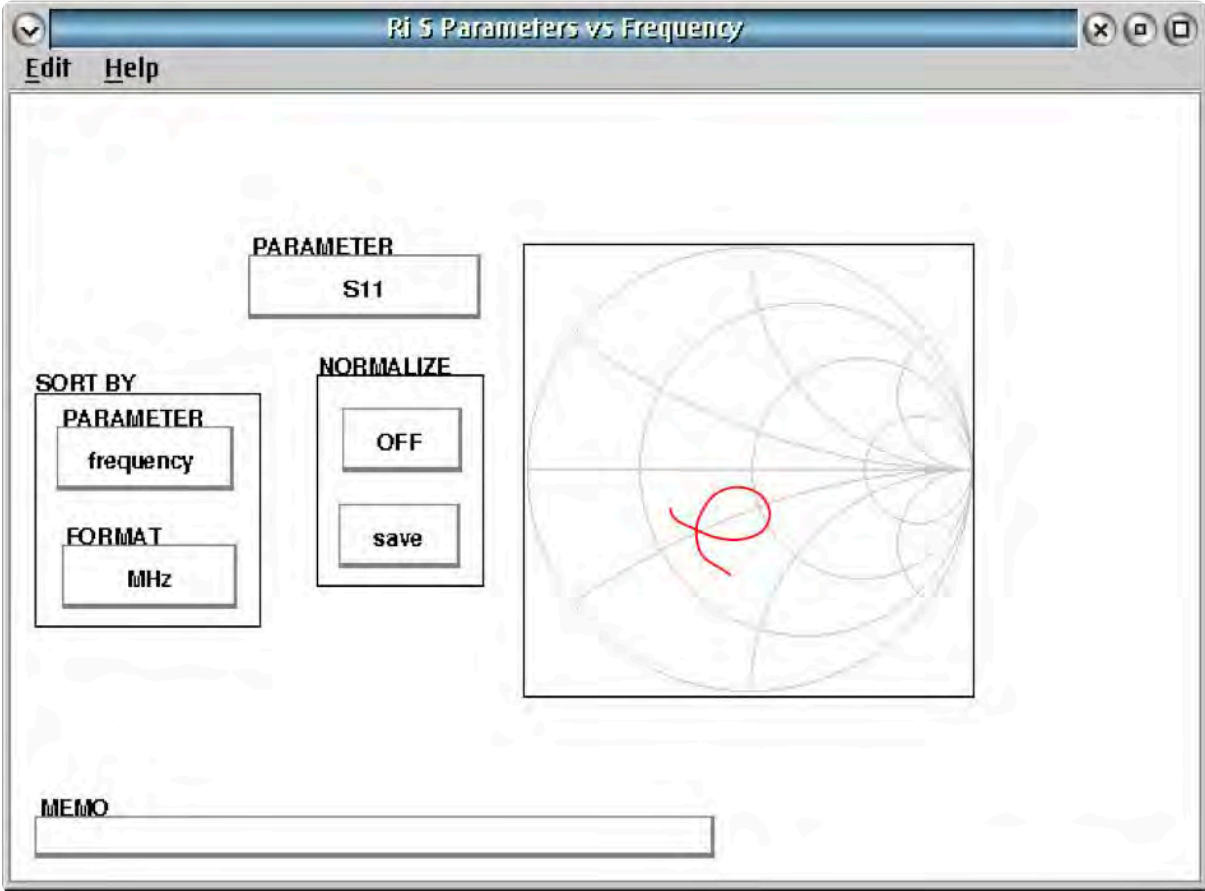 Ri S Parameters vs Frequency
Edit Help
PARAMETER
S11
SORT BY
PARAMETER
frequency
FORMAT
MHz
NORMALIZE
OFF
save
MEMO